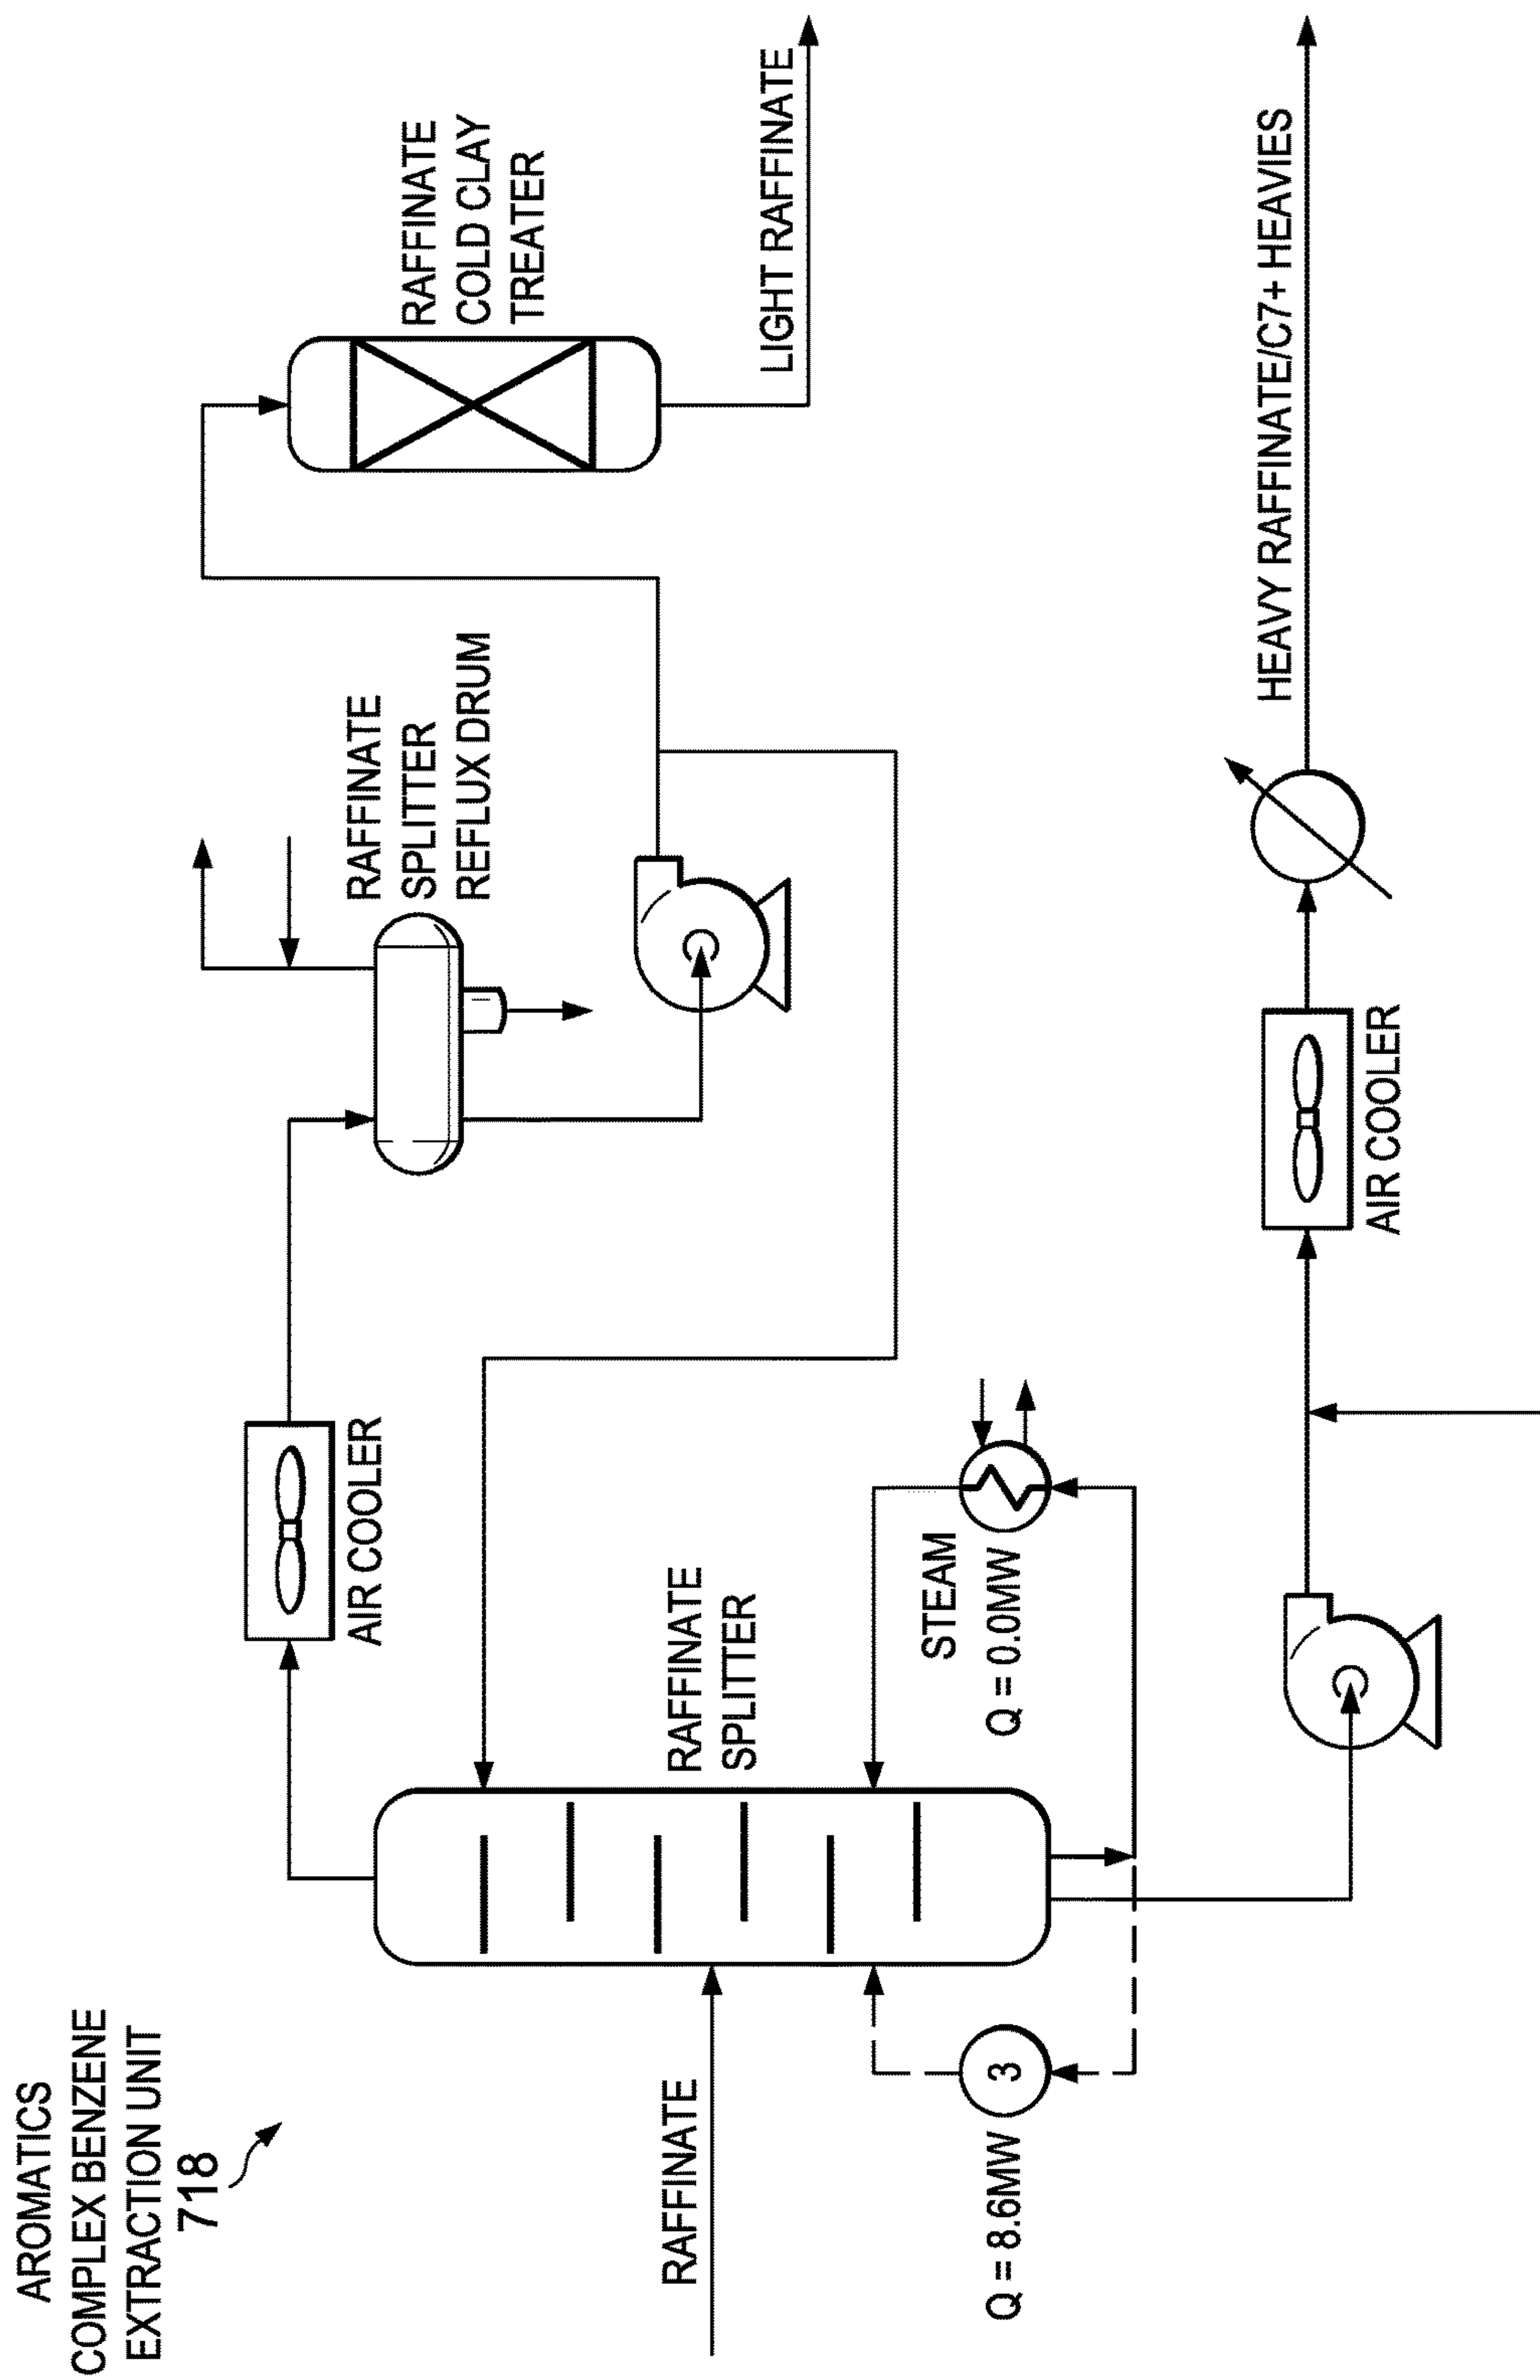 AROMATICS
COMPLEX BENZENE
EXTRACTION UNIT
718
AIR COOLER
RAFFINATE
SPLITTER
REFLUX DRUM
RAFFINATE
COLD CLAY
TREATER
RAFFINATE
RAFFINATE
SPLITTER
LIGHT RAFFINATE
STEAM
Q = 0.0MW
3
Q = 8.6MW
AIR COOLER
HEAVY RAFFINATE/C7+ HEAVIES